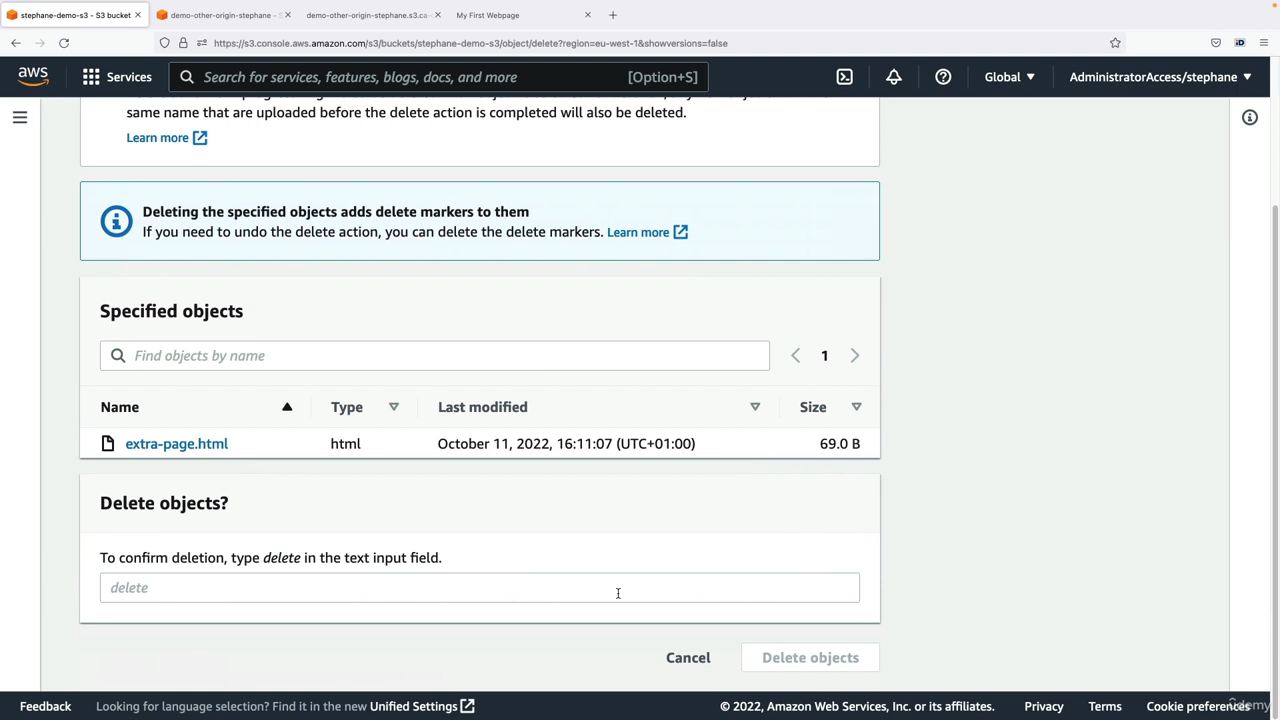 stephane-demo-s3 - S3 bucket
demo-other-origin-stephane - S
demo-other-origin-stephane.s3.ca-
My First Webpage
https://s3.console.aws.amazon.com/s3/buckets/stephane-demo-s3/object/delete?region=eu-west-1&showversions=false
aws
Services
Search for services, features, blogs, docs, and more
[Option+S]
Global
AdministratorAccess/stephane
same name that are uploaded before the delete action is completed will also be deleted.
Learn more
Deleting the specified objects adds delete markers to them
If you need to undo the delete action, you can delete the delete markers. Learn more
Specified objects
Find objects by name
1
Name Type Last modified Size
extra-page.html html October 11, 2022, 16:11:07 (UTC+01:00) 69.0 B
Delete objects?
To confirm deletion, type delete in the text input field.
delete
Cancel Delete objects
Feedback Looking for language selection? Find it in the new Unified Settings © 2022, Amazon Web Services, Inc. or its affiliates. Privacy Terms Cookie preferences
Udemy